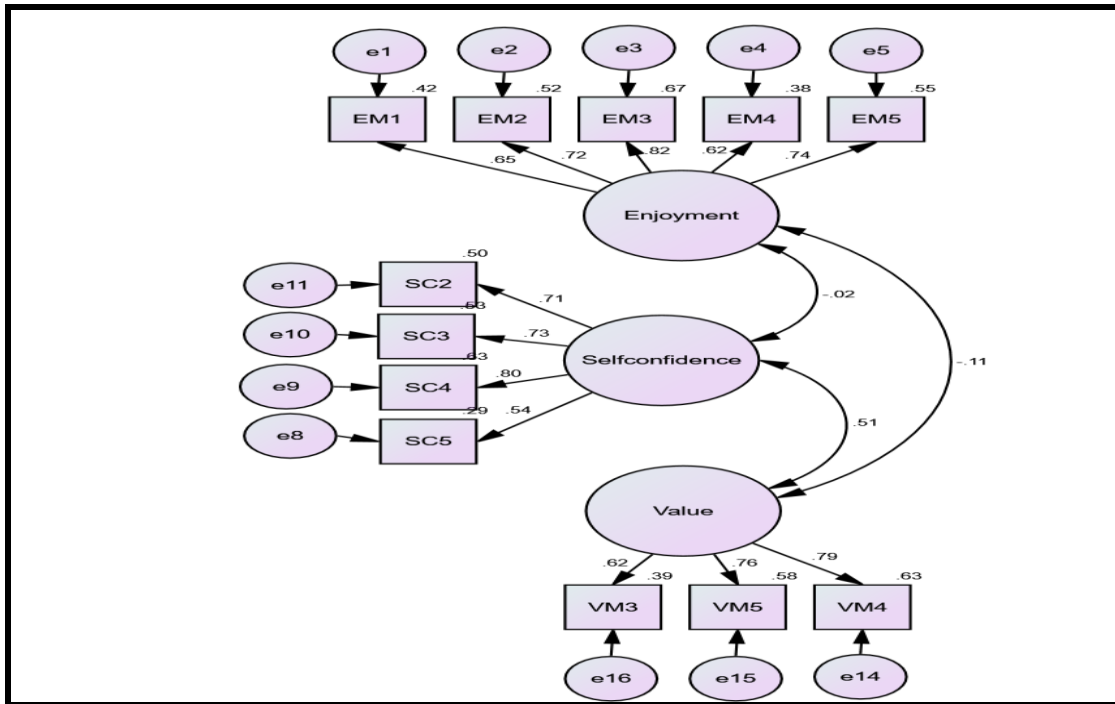 e1 e2 e3 e4 e5
.42 .52 .67 .38 .55
EM1 EM2 EM3 EM4 EM5
.65 .72 .82 .62 .74
Enjoyment
.50
e11 SC2
.71
-.02
.53
e10 SC3
.73
Selfconfidence
-.11
.63
.80
e9 SC4
.29 .54
.51
e8 SC5
Value
.62 .76 .79
.39 .58 .63
VM3 VM5 VM4
e16 e15 e14